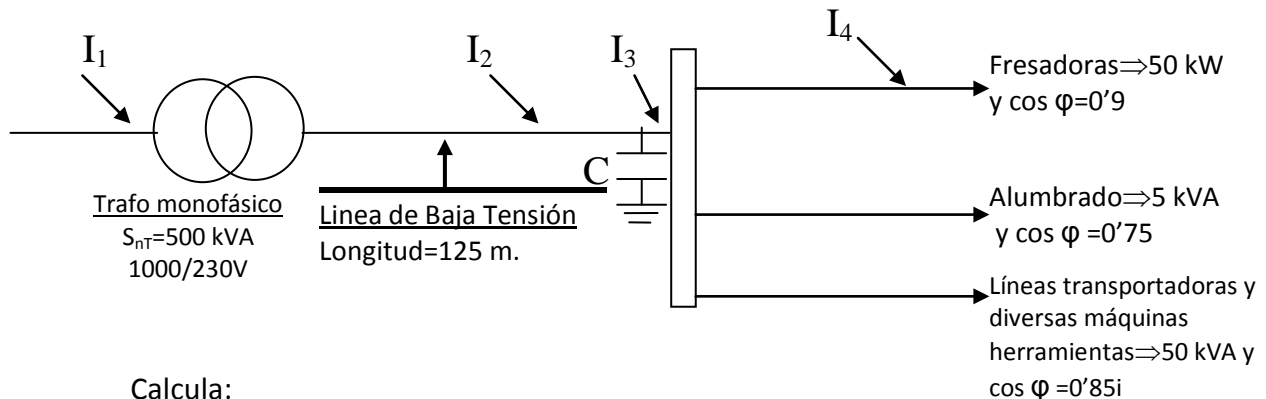 I₁
I₂
I₃
I₄
Fresadoras⇒50 kW
y cos φ=0’9
C
Trafo monofásico
SₙT=500 kVA
1000/230V
Linea de Baja Tensión
Longitud=125 m.
Alumbrado⇒5 kVA
y cos φ =0’75
Líneas transportadoras y
diversas máquinas
herramientas⇒50 kVA y
cos φ =0’85i
Calcula: